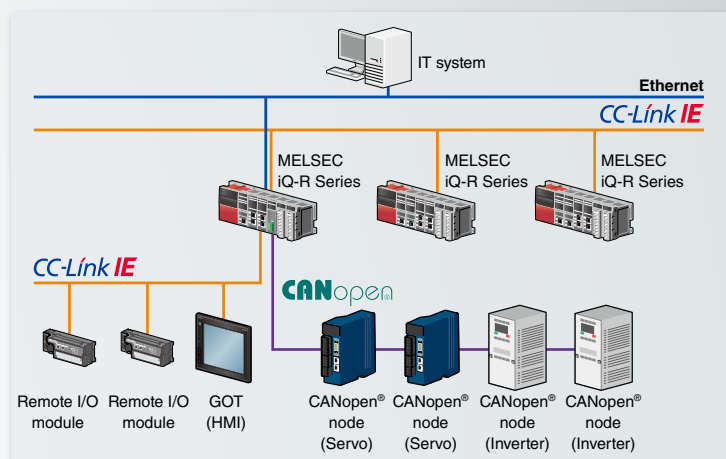 IT system
Ethernet
CC-Link IE
MELSEC
iQ-R Series
MELSEC
iQ-R Series
MELSEC
iQ-R Series
CC-Link IE
CANopen®
Remote I/O
module
Remote I/O
module
GOT
(HMI)
CANopen®
node
(Servo)
CANopen®
node
(Servo)
CANopen®
node
(Inverter)
CANopen®
node
(Inverter)